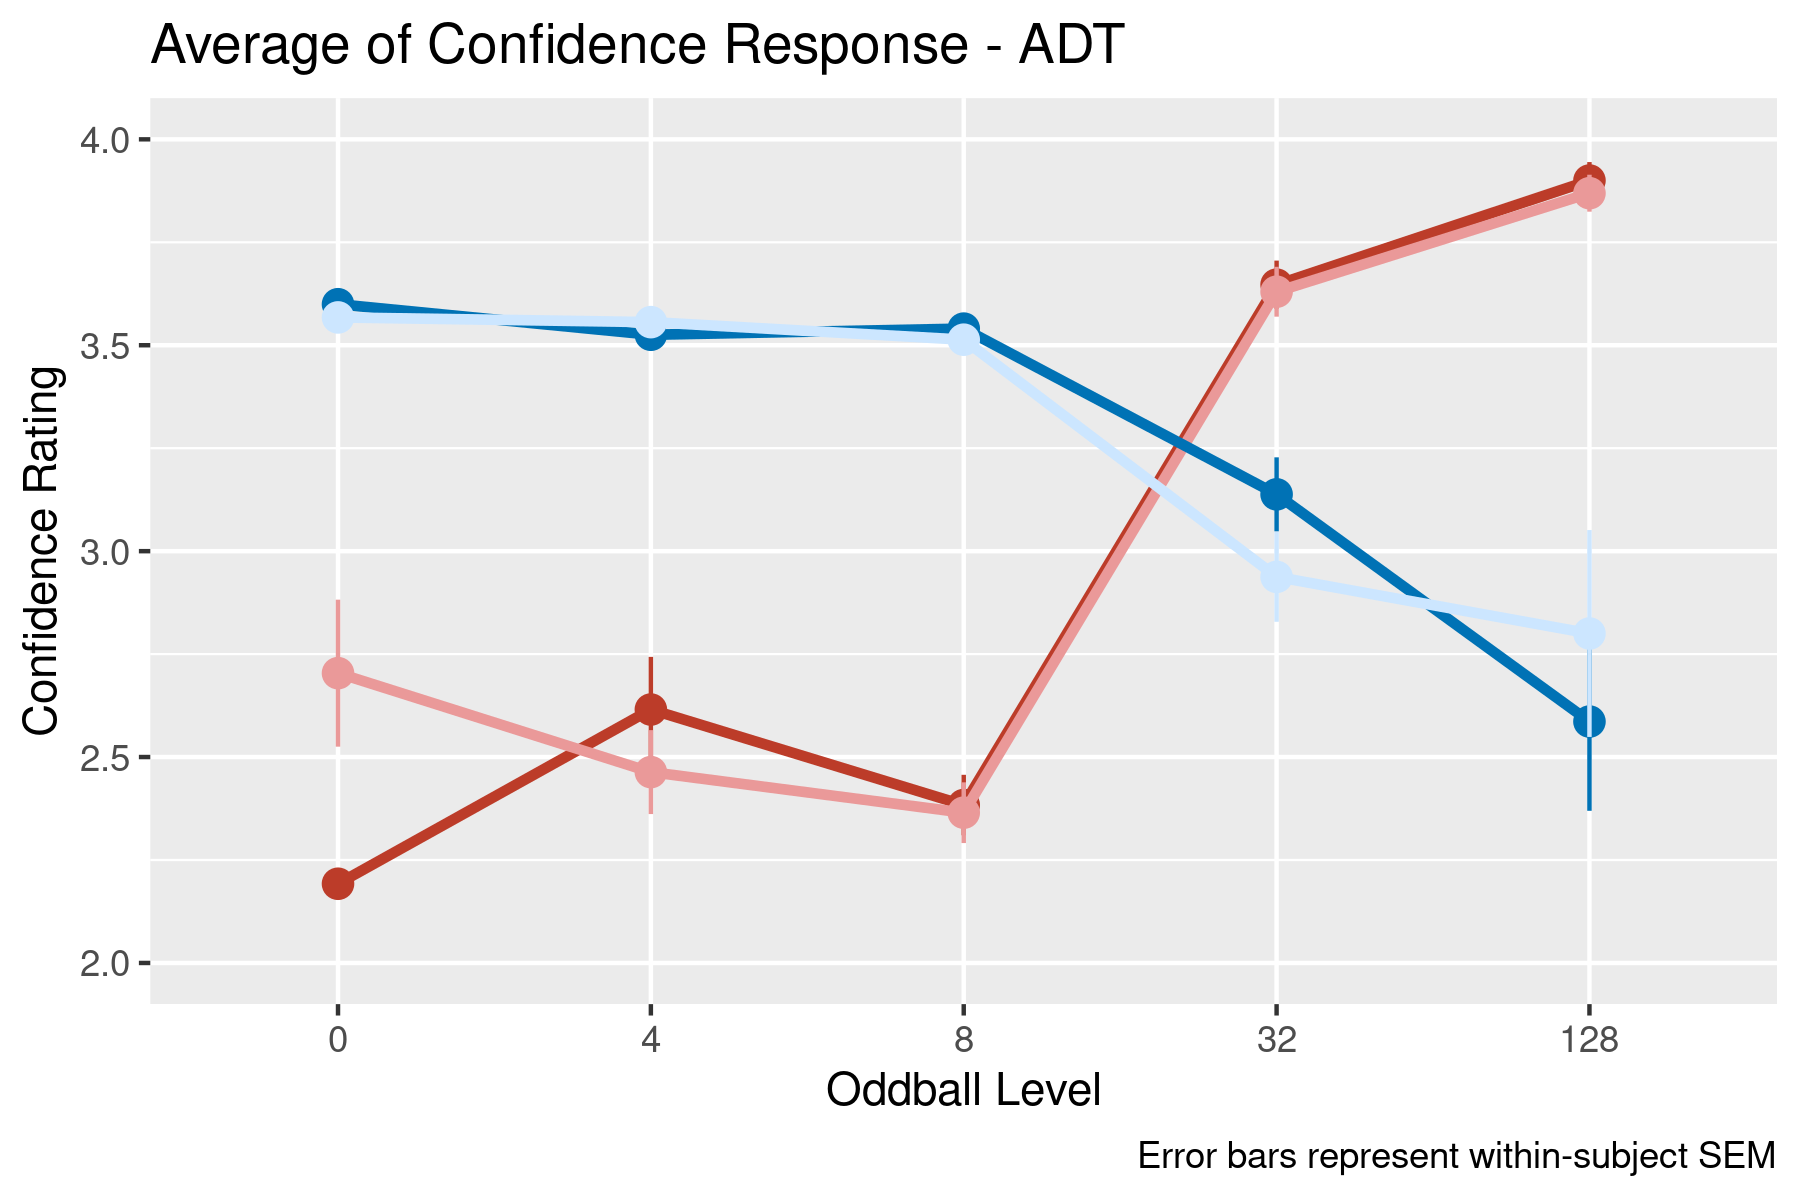 Average of Confidence Response - ADT
Confidence Rating
4.0
3.5
3.0
2.5
2.0
0 4 8 32 128
Oddball Level
Error bars represent within-subject SEM